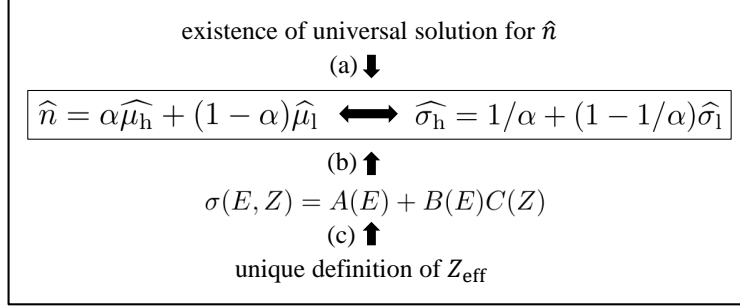 existence of universal solution for n̂
(a) ⬇
n̂ = αμ̂_h + (1 − α)μ̂_l ⟷ σ̂_h = 1/α + (1 − 1/α)σ̂_l
(b) ⬆
σ(E, Z) = A(E) + B(E)C(Z)
(c) ⬆
unique definition of Z_eff